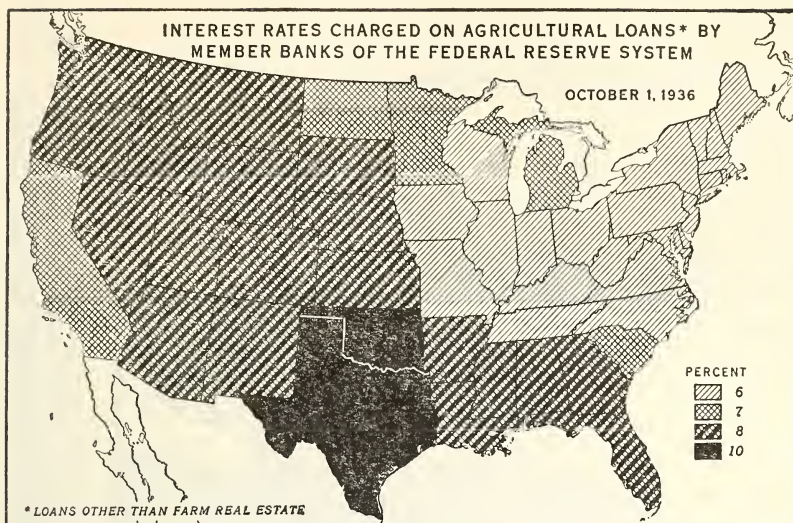 INTEREST RATES CHARGED ON AGRICULTURAL LOANS* BY
MEMBER BANKS OF THE FEDERAL RESERVE SYSTEM
OCTOBER 1, 1936
PERCENT
6
7
8
10
*LOANS OTHER THAN FARM REAL ESTATE